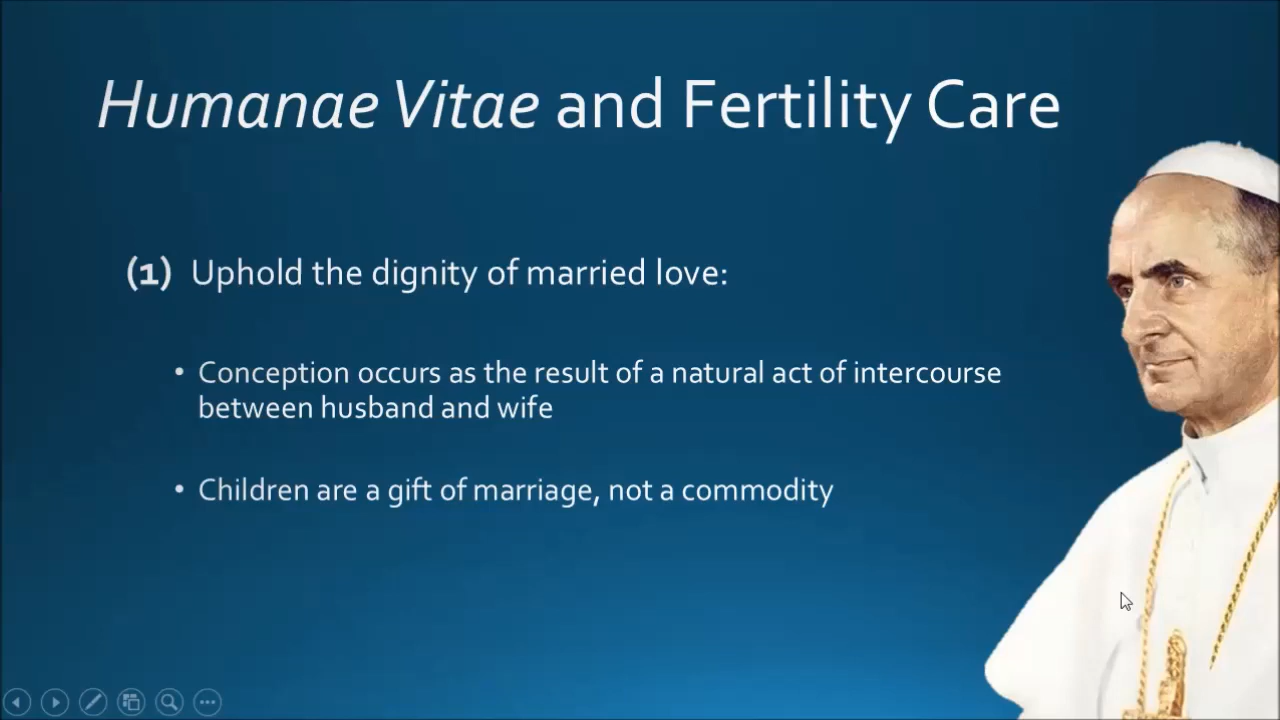 Humanae Vitae and Fertility Care
(1) Uphold the dignity of married love:
• Conception occurs as the result of a natural act of intercourse
between husband and wife
• Children are a gift of marriage, not a commodity